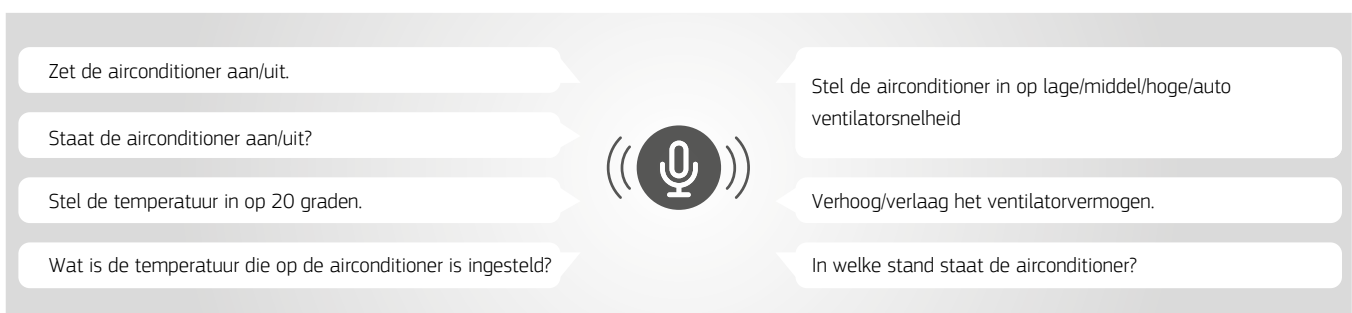 Zet de airconditioner aan/uit.
Staat de airconditioner aan/uit?
Stel de temperatuur in op 20 graden.
Wat is de temperatuur die op de airconditioner is ingesteld?
Stel de airconditioner in op lage/middel/hoge/auto
ventilatorsnelheid
Verhoog/verlaag het ventilatorvermogen.
In welke stand staat de airconditioner?